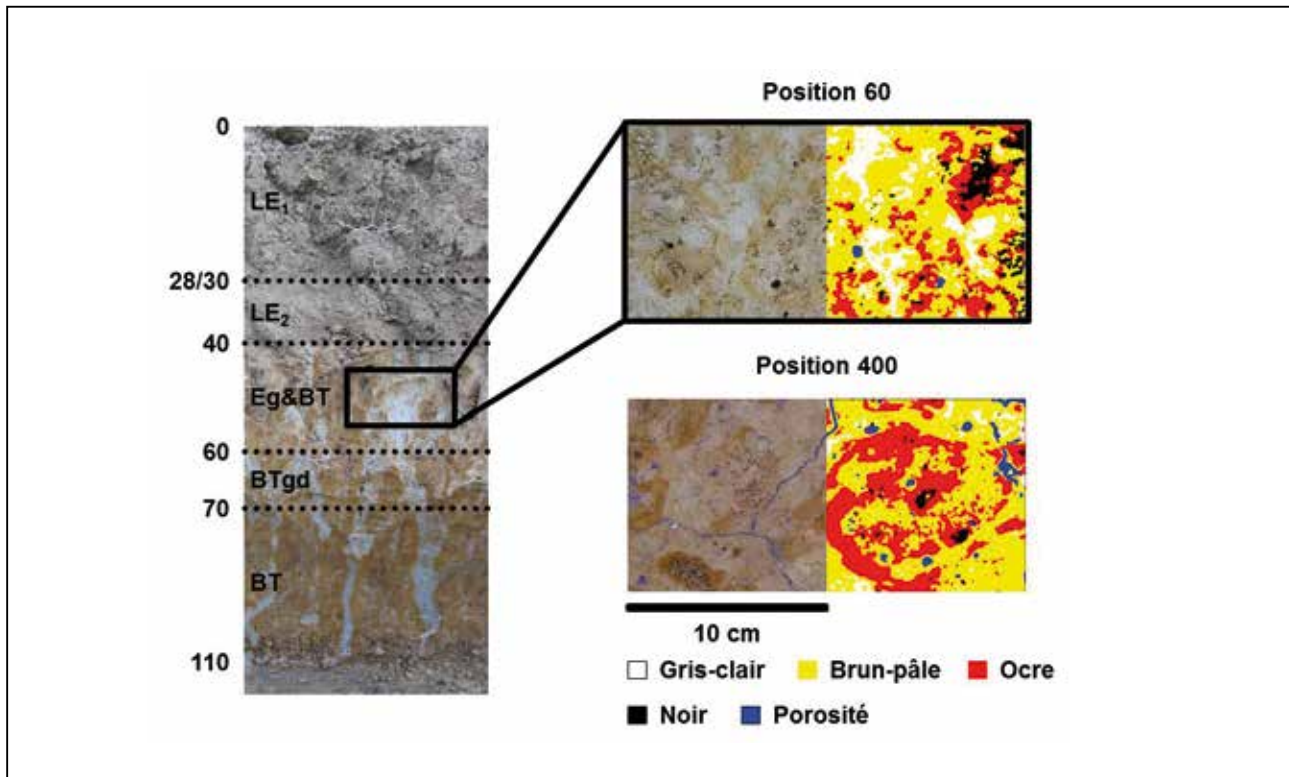 0
LE₁
28/30
LE₂
40
Eg&BT
60
BTgd
70
BT
110
Position 60
Position 400
10 cm
Gris-clair Brun-pâle Ocre
Noir Porosité